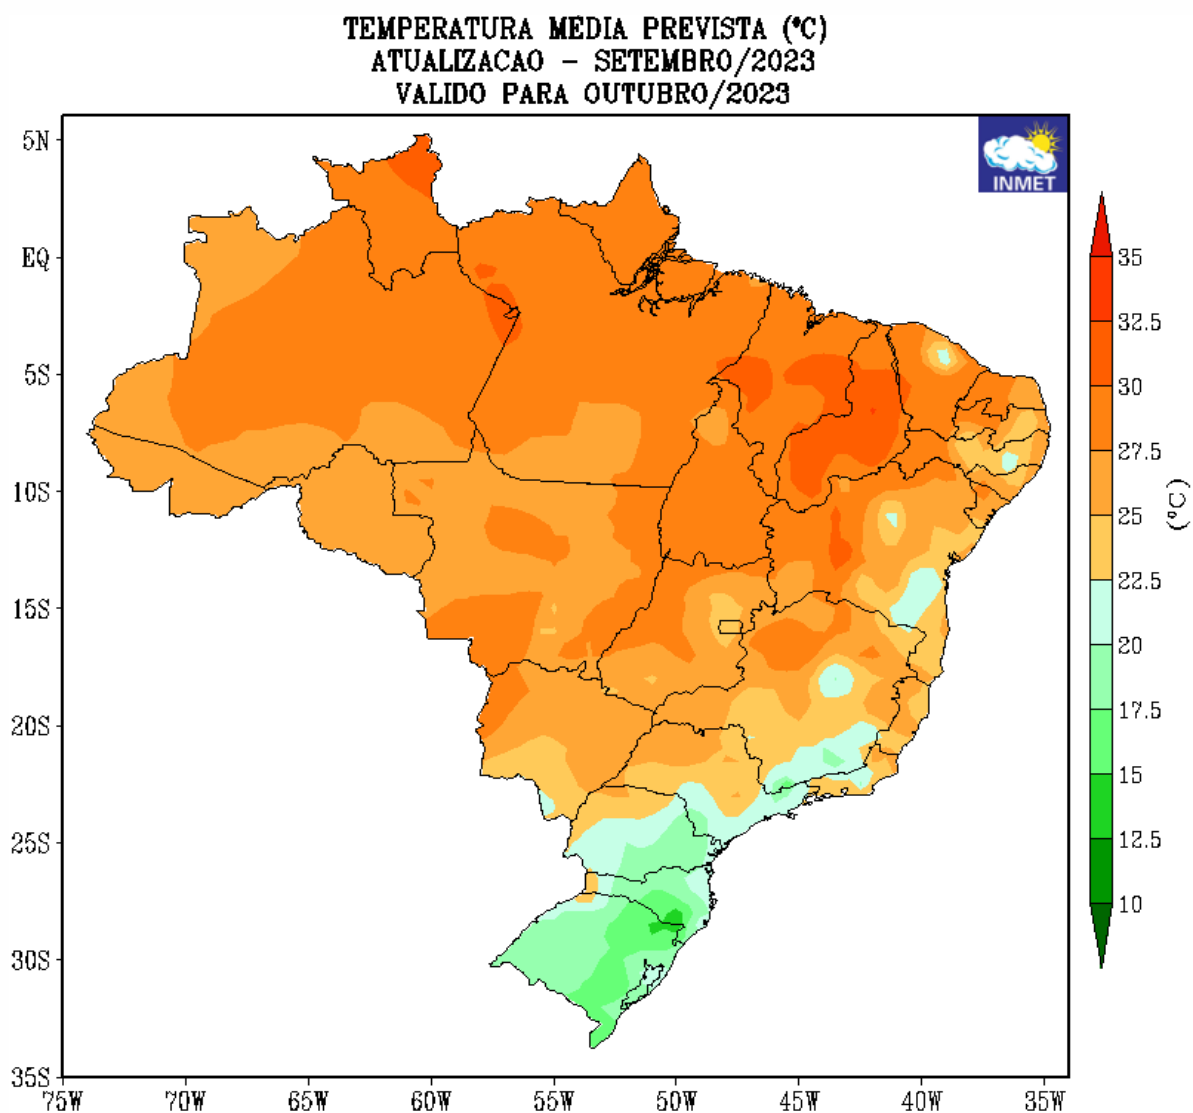 TEMPERATURA MEDIA PREVISTA (°C)
ATUALIZACAO - SETEMBRO/2023
VALIDO PARA OUTUBRO/2023
INMET
5N
EQ
5S
10S
15S
20S
25S
30S
35S
75W
70W
65W
60W
55W
50W
45W
40W
35W
35
32.5
30
27.5
25
22.5
20
17.5
15
12.5
10
(°C)